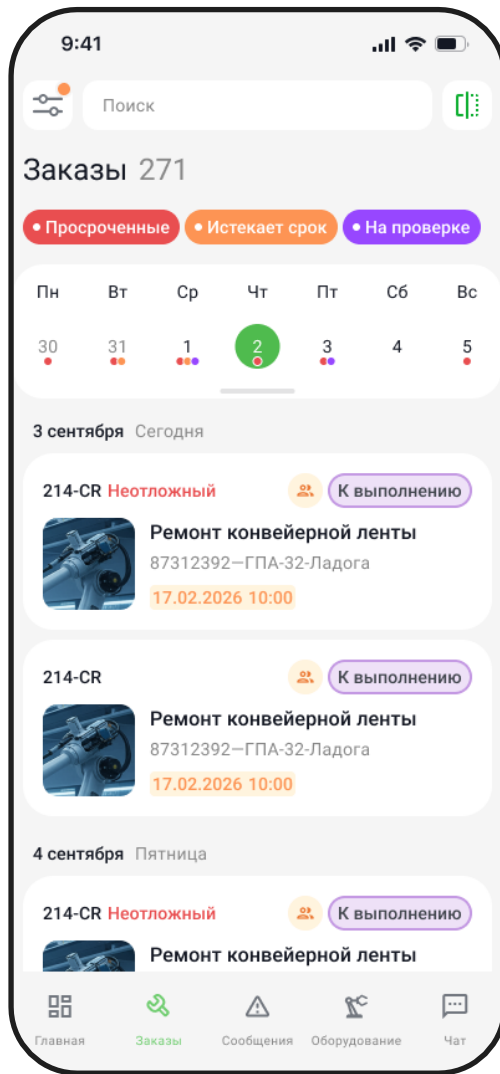 9:41
Поиск
Заказы 271
Просроченные Истекает срок На проверке
Пн Вт Ср Чт Пт Сб Вс
30 31 1 2 3 4 5
3 сентября Сегодня
214-CR Неотложный К выполнению
Ремонт конвейерной ленты
87312392—ГПА-32-Ладога
17.02.2026 10:00
214-CR К выполнению
Ремонт конвейерной ленты
87312392—ГПА-32-Ладога
17.02.2026 10:00
4 сентября Пятница
214-CR Неотложный К выполнению
Ремонт конвейерной ленты
Главная Заказы Сообщения Оборудование Чат